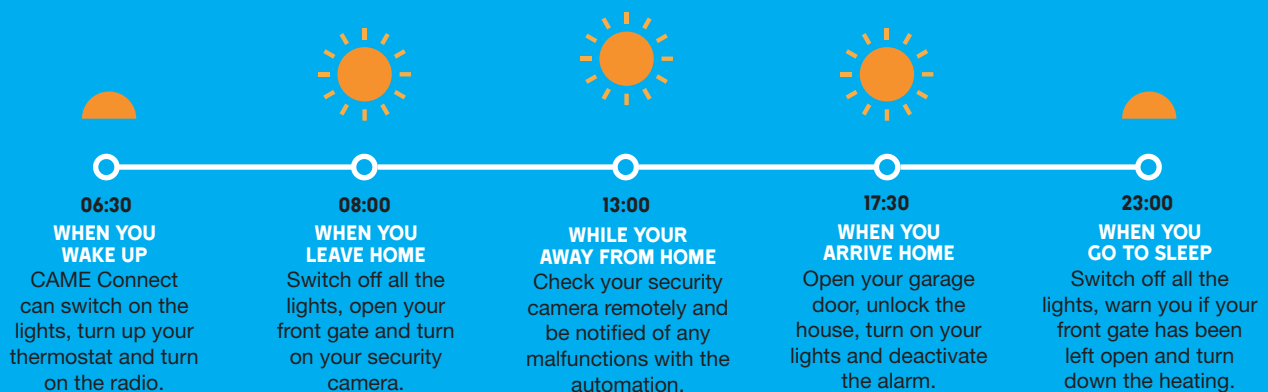 06:30
WHEN YOU
WAKE UP
CAME Connect
can switch on the
lights, turn up your
thermostat and turn
on the radio.
08:00
WHEN YOU
LEAVE HOME
Switch off all the
lights, open your
front gate and turn
on your security
camera.
13:00
WHILE YOUR
AWAY FROM HOME
Check your security
camera remotely and
be notified of any
malfunctions with the
automation.
17:30
WHEN YOU
ARRIVE HOME
Open your garage
door, unlock the
house, turn on your
lights and deactivate
the alarm.
23:00
WHEN YOU
GO TO SLEEP
Switch off all the
lights, warn you if your
front gate has been
left open and turn
down the heating.